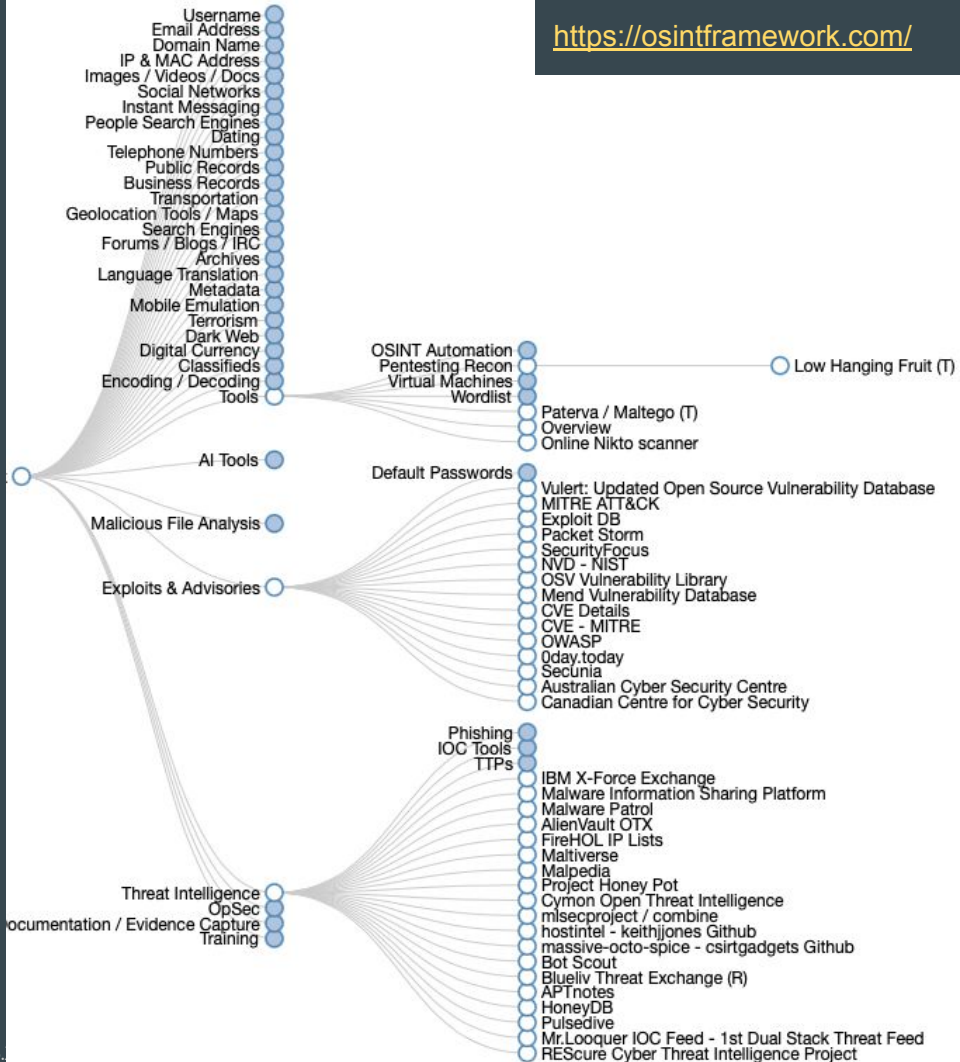 https://osintframework.com/
Username
Email Address
Domain Name
IP & MAC Address
Images / Videos / Docs
Social Networks
Instant Messaging
People Search Engines
Dating
Telephone Numbers
Public Records
Business Records
Transportation
Geolocation Tools / Maps
Search Engines
Forums / Blogs / IRC
Archives
Language Translation
Metadata
Mobile Emulation
Terrorism
Dark Web
Digital Currency
Classifieds
Encoding / Decoding
Tools
OSINT Automation
Pentesting Recon
Low Hanging Fruit (T)
Virtual Machines
Wordlist
Paterva / Maltego (T)
Overview
Online Nikto scanner
AI Tools
Malicious File Analysis
Exploits & Advisories
Default Passwords
Vulert: Updated Open Source Vulnerability Database
MITRE ATT&CK
Exploit DB
Packet Storm
SecurityFocus
NVD - NIST
OSV Vulnerability Library
Mend Vulnerability Database
CVE Details
CVE - MITRE
OWASP
0day.today
Secunia
Australian Cyber Security Centre
Canadian Centre for Cyber Security
Threat Intelligence
Phishing
IOC Tools
TTPs
IBM X-Force Exchange
Malware Information Sharing Platform
Malware Patrol
AlienVault OTX
FireHOL IP Lists
Maltiverse
Malpedia
Project Honey Pot
Cymon Open Threat Intelligence
mlsecproject / combine
hostintel - keithjjones Github
massive-octo-spice - csirtgadgets Github
Bot Scout
Blueliv Threat Exchange (R)
APTnotes
HoneyDB
Pulsedive
Mr.Looquer IOC Feed - 1st Dual Stack Threat Feed
REScure Cyber Threat Intelligence Project
OpSec
ocumentation / Evidence Capture
Training